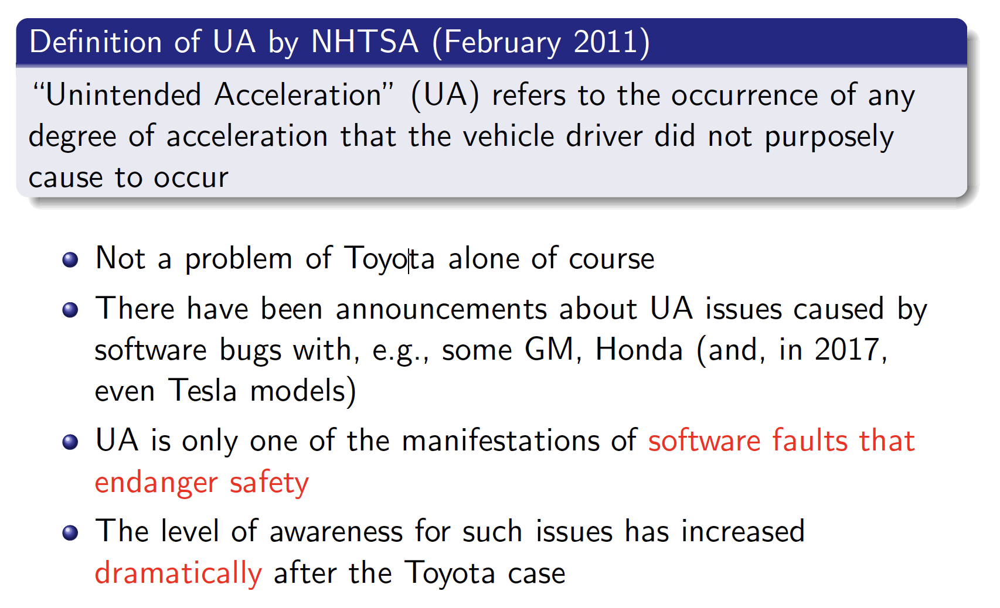 Definition of UA by NHTSA (February 2011)
“Unintended Acceleration” (UA) refers to the occurrence of any
degree of acceleration that the vehicle driver did not purposely
cause to occur
Not a problem of Toyota alone of course
There have been announcements about UA issues caused by
software bugs with, e.g., some GM, Honda (and, in 2017,
even Tesla models)
UA is only one of the manifestations of software faults that
endanger safety
The level of awareness for such issues has increased
dramatically after the Toyota case